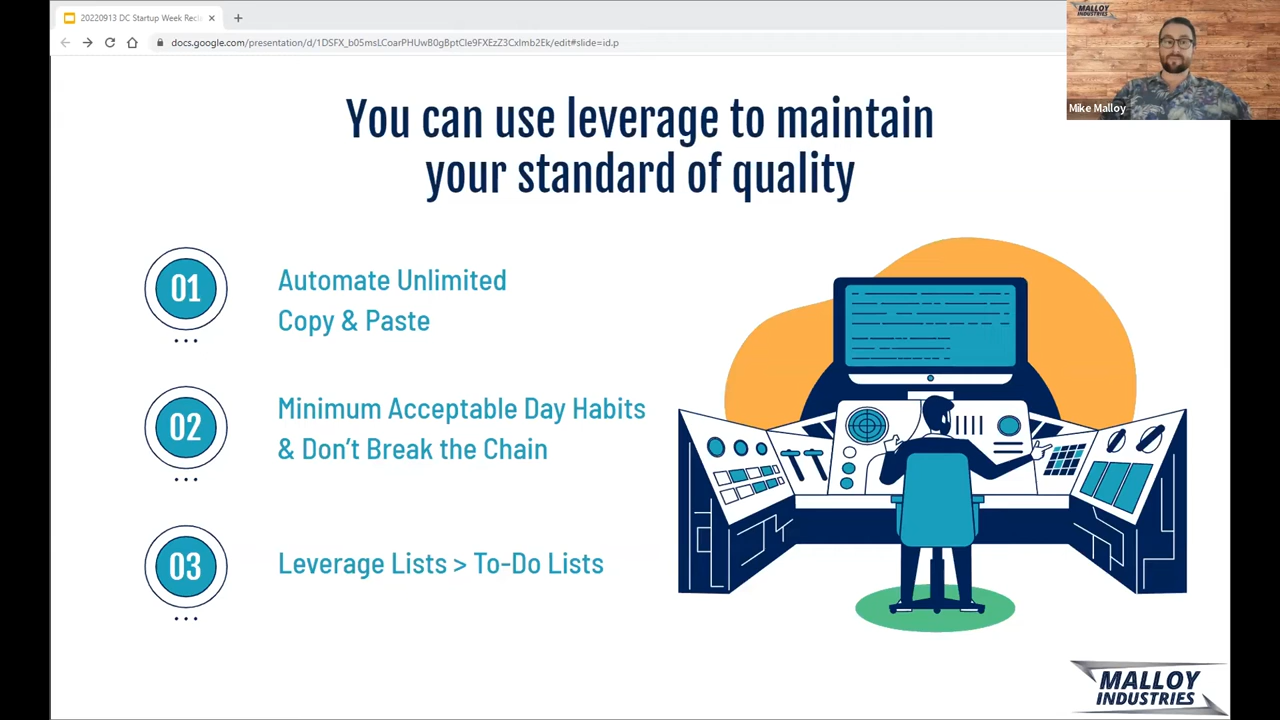 20220913 DC Startup Week Recl
docs.google.com/presentation/d/1DSFX_b05msLCoarPHUwB0gBptCle9FXEzZ3CxImb2Ek/edit#slide=id.p
MALLOY
INDUSTRIES
Mike Malloy
You can use leverage to maintain
your standard of quality
01
Automate Unlimited
Copy & Paste
02
Minimum Acceptable Day Habits
& Don’t Break the Chain
03
Leverage Lists > To-Do Lists
MALLOY
INDUSTRIES